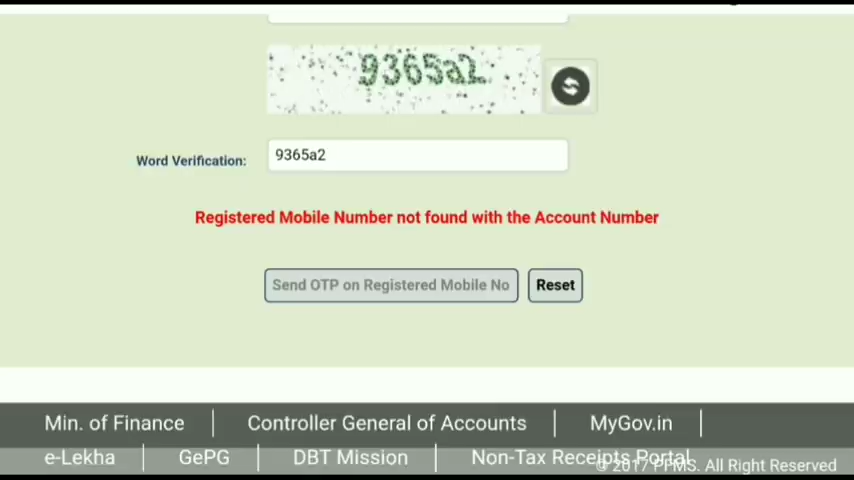 9365a2
Word Verification:
9365a2
Registered Mobile Number not found with the Account Number
Send OTP on Registered Mobile No
Reset
Min. of Finance | Controller General of Accounts | MyGov.in |
e-Lekha | GePG | DBT Mission | Non-Tax Receipts Portal
© 2017 PFMS. All Right Reserved